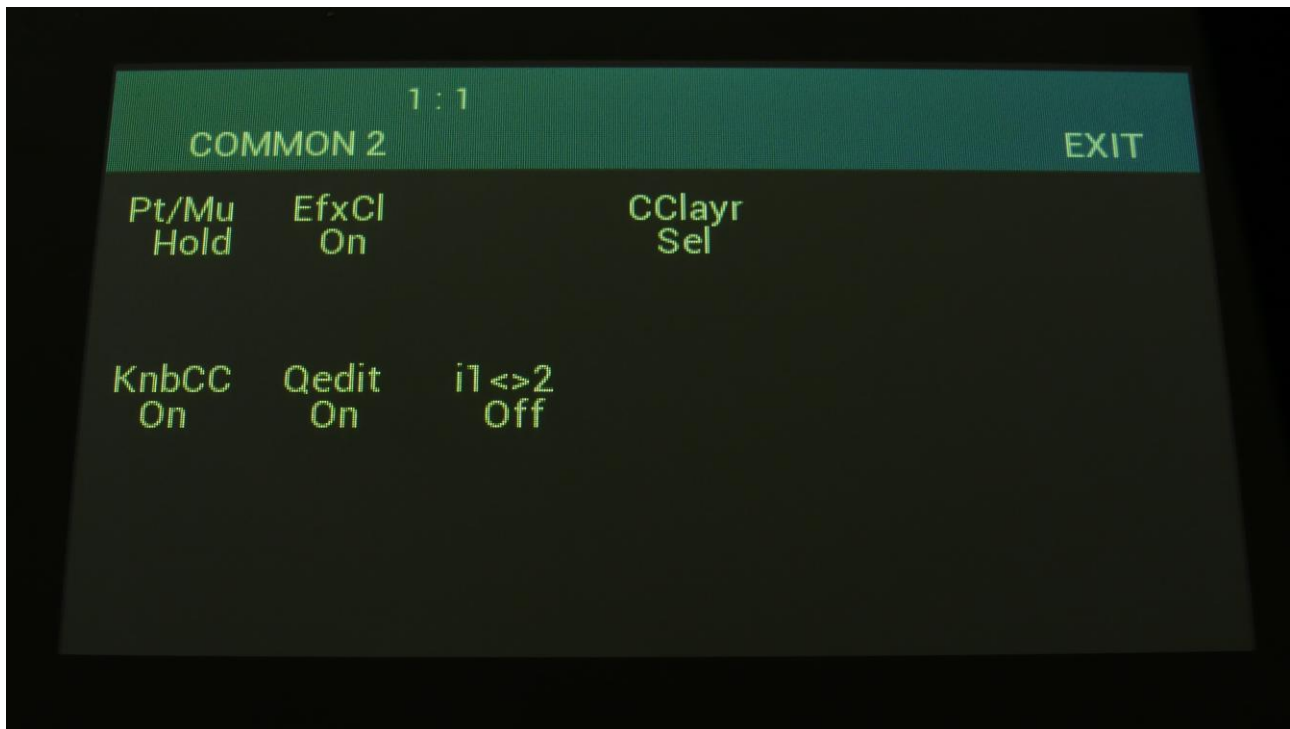 1 : 1
COMMON 2 EXIT
Pt/Mu EfxCl CClayr
Hold On Sel
KnbCC Qedit i1<>2
On On Off